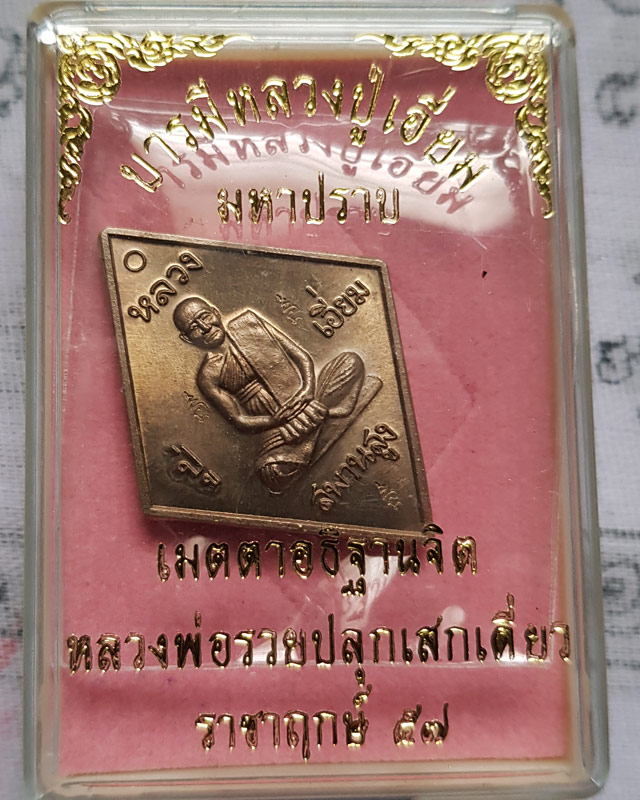 บารมีหลวงปู่เอี่ยม
มหาปราบ
หลวง
เอี่ยม
สพานสูง
เมตตาอธิฐานจิต
หลวงพ่อรวยปลุกเสกเดี่ยว
ราชาฤกษ์ ๕๗